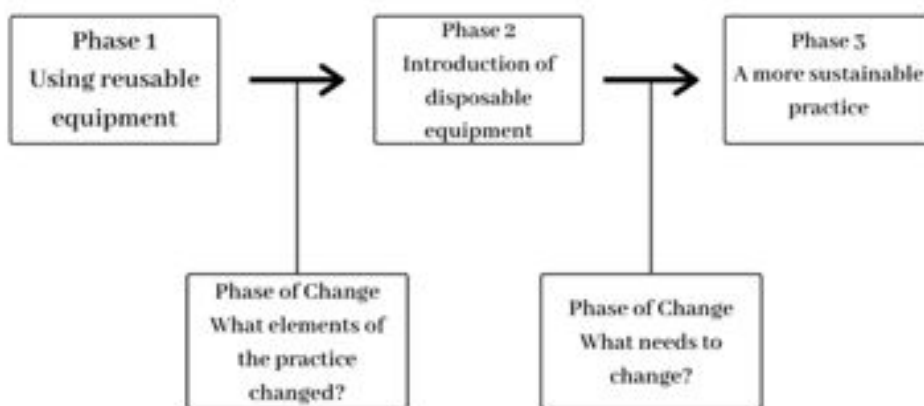 Phase 1
Using reusable
equipment
Phase 2
Introduction of
disposable
equipment
Phase 3
A more sustainable
practice
Phase of Change
What elements of
the practice
changed?
Phase of Change
What needs to
change?